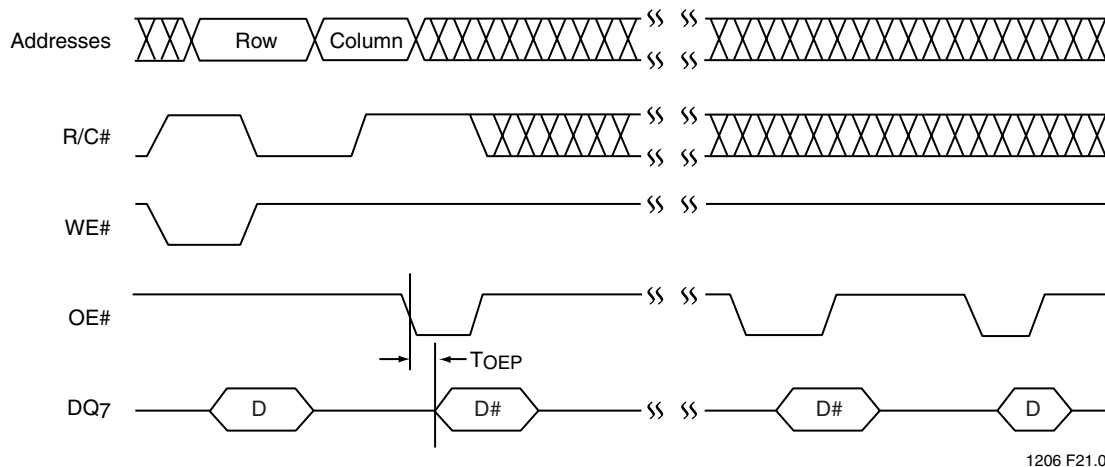 Addresses Row Column
R/C#
WE#
OE#
TOEP
DQ7 D D# D# D
1206 F21.0